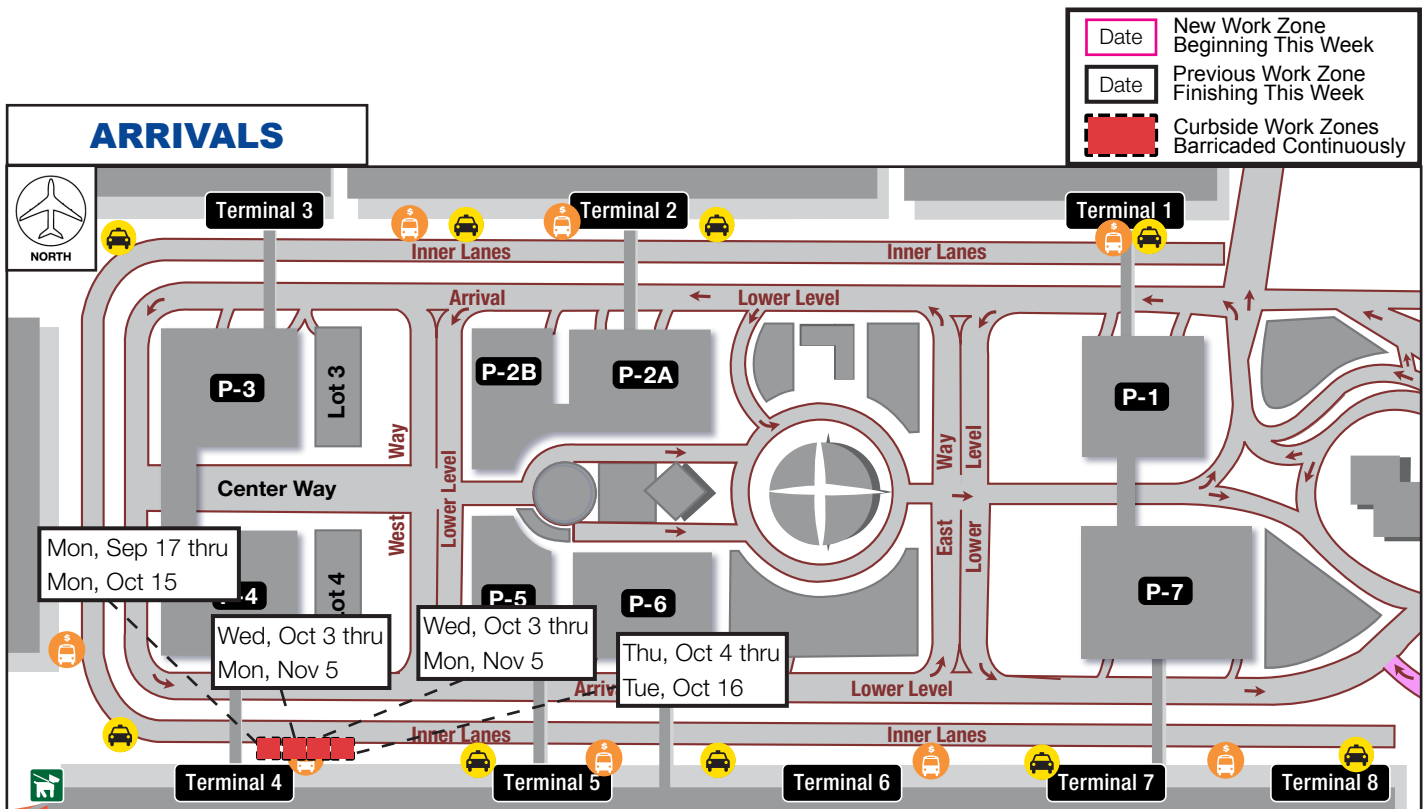 Date
New Work Zone
Beginning This Week
Date
Previous Work Zone
Finishing This Week
Curbside Work Zones
Barricaded Continuously
ARRIVALS
NORTH
Terminal 3
Terminal 2
Terminal 1
$
$
$
Inner Lanes
Inner Lanes
Arrival
Lower Level
P-3
Lot 3
P-2B
P-2A
P-1
Way
Lower Level
Way
Level
Center Way
West
East
Lower
Mon, Sep 17 thru
Mon, Oct 15
-4
ot 4
P-5
P-6
P-7
Wed, Oct 3 thru
Mon, Nov 5
Wed, Oct 3 thru
Mon, Nov 5
Thu, Oct 4 thru
Tue, Oct 16
$
Arriv
Lower Level
Inner Lanes
Inner Lanes
$
$
$
Terminal 4
Terminal 5
Terminal 6
Terminal 7
Terminal 8